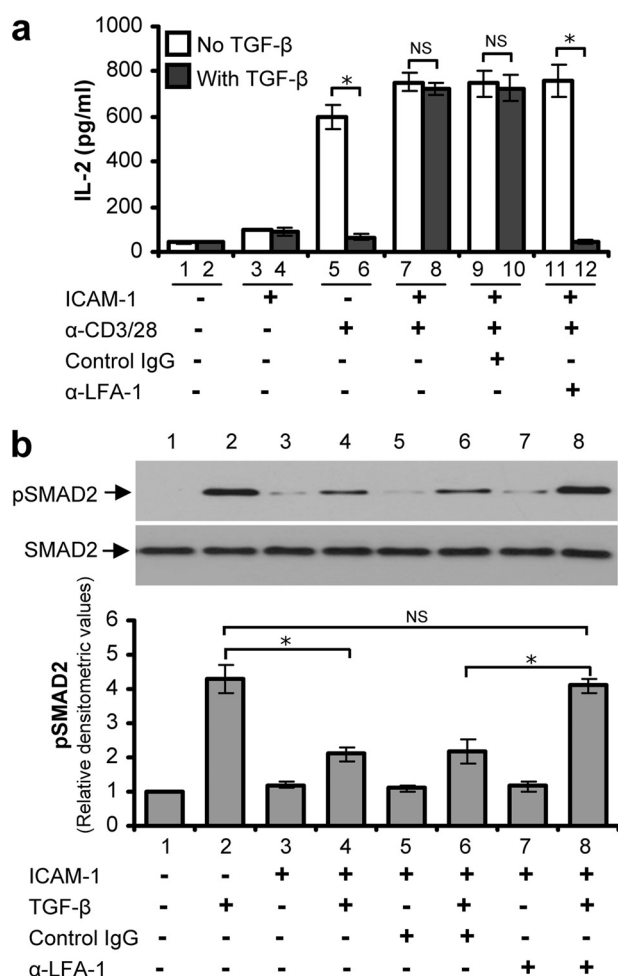 a
1000
No TGF-β
With TGF-β
800
600
400
200
0
IL-2 (pg/ml)
* NS NS *
1 2 3 4 5 6 7 8 9 10 11 12
ICAM-1 - + - + + +
α-CD3/28 - - + + + +
Control IgG - - - - + -
α-LFA-1 - - - - - +
b
1 2 3 4 5 6 7 8
pSMAD2
SMAD2
pSMAD2
(Relative densitometric values)
6
5
4
3
2
1
0
NS
* *
1 2 3 4 5 6 7 8
ICAM-1 - - + + + + + +
TGF-β - + - + - + - +
Control IgG - - - - + + - -
α-LFA-1 - - - - - - + +